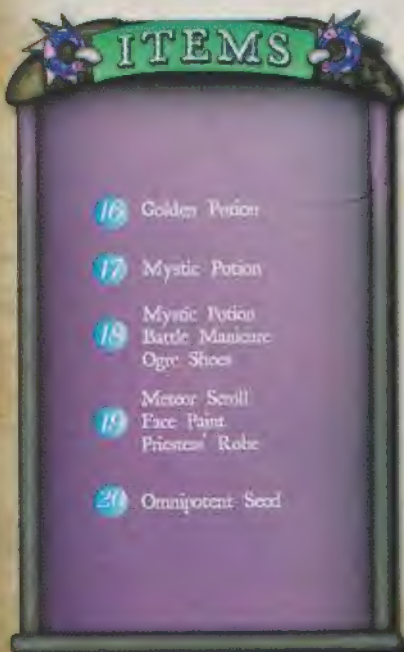 ITEMS
16 Golden Potion
17 Mystic Potion
18 Mystic Potion
Battle Manicure
Ogre Shoes
19 Meteor Scroll
Face Paint
Priestess' Robe
20 Omnipotent Seed